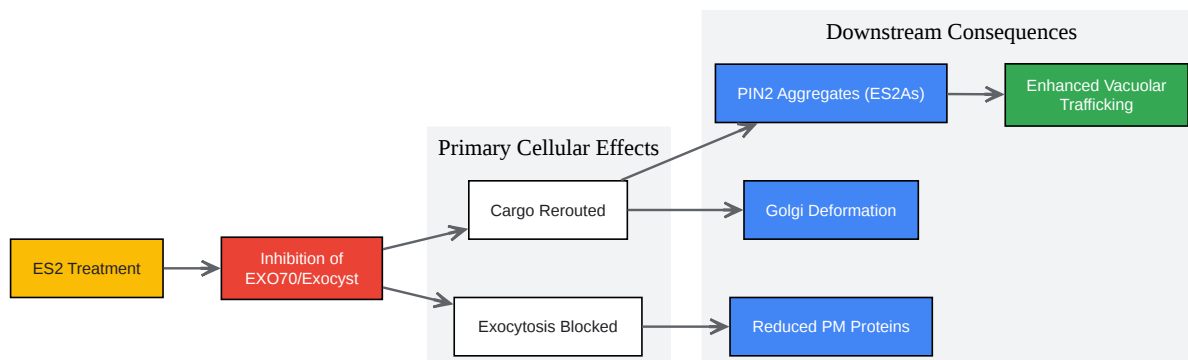 Downstream Consequences
PIN2 Aggregates (ES2As)
Enhanced Vacuolar
Trafficking
Primary Cellular Effects
Cargo Rerouted
Golgi Deformation
ES2 Treatment
Inhibition of
EXO70/Exocyst
Exocytosis Blocked
Reduced PM Proteins